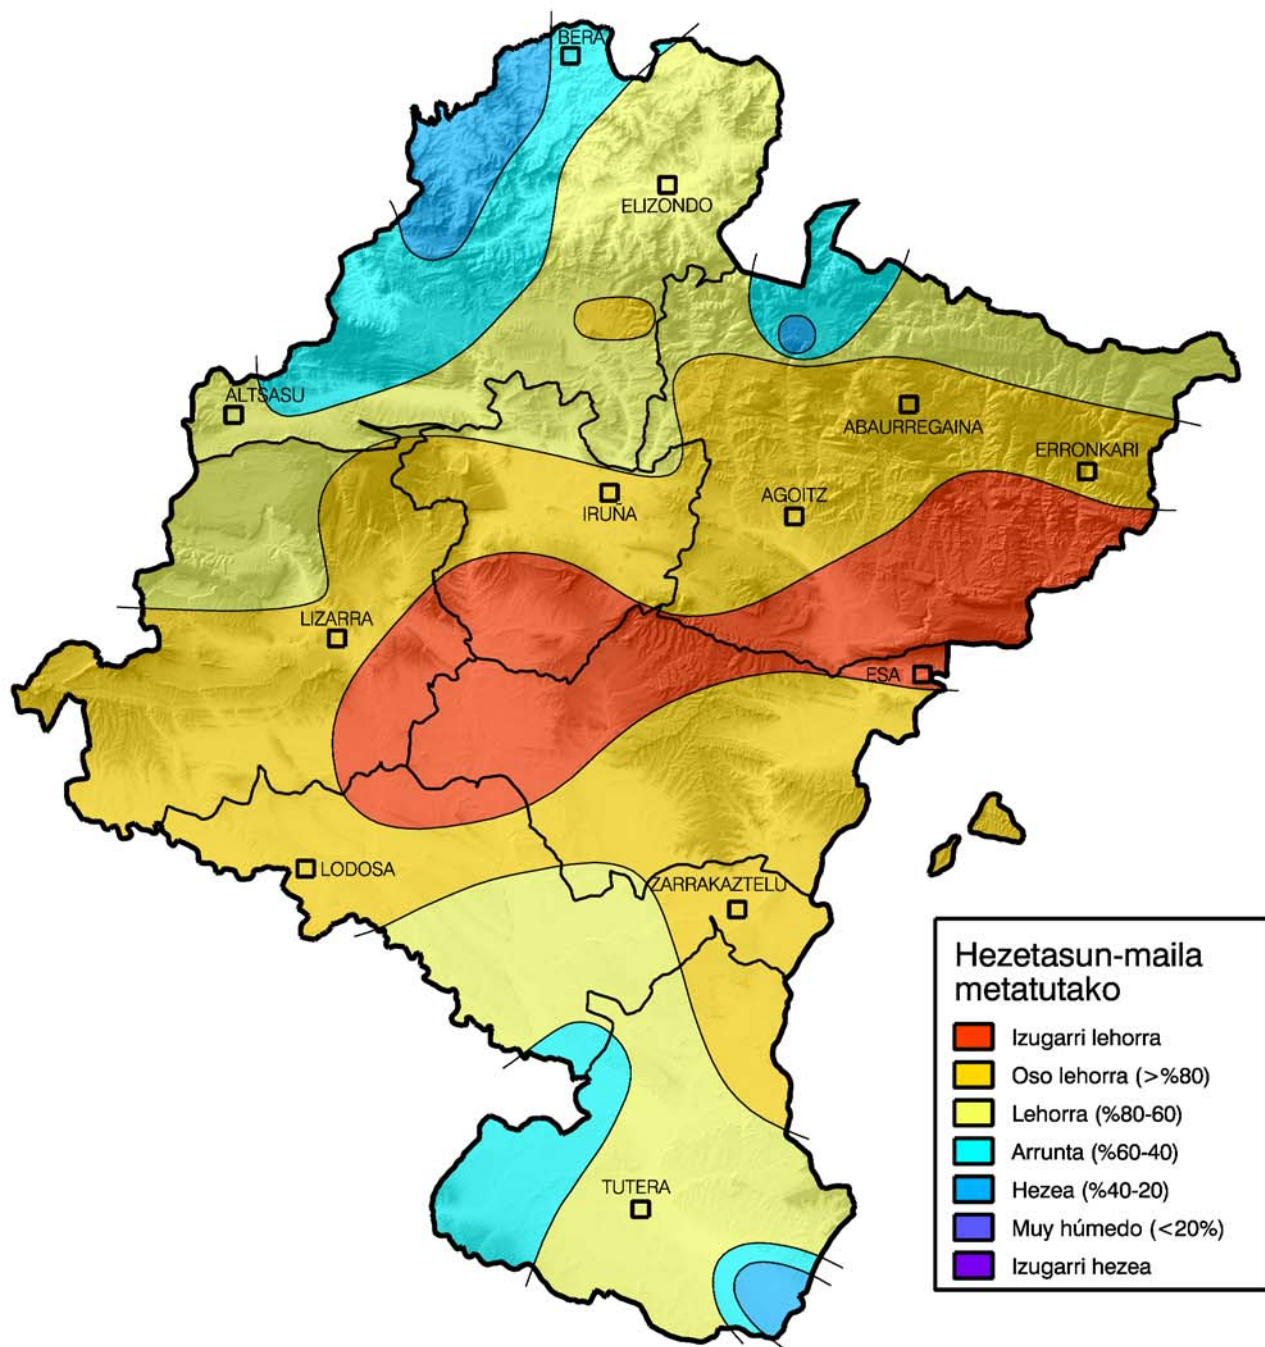 BERA
ELIZONDO
ALTSASU
ABAURREGAINA
ERRONKARI
AGOITZ
IRUÑA
LIZARRA
ESA
LODOSA
ZARRAKAZTELU
TUTERA
Hezetasun-maila
metatutako
Izugarri lehorra
Oso lehorra (>%80)
Lehorra (%80-60)
Arrunta (%60-40)
Hezea (%40-20)
Muy húmedo (<20%)
Izugarri hezea